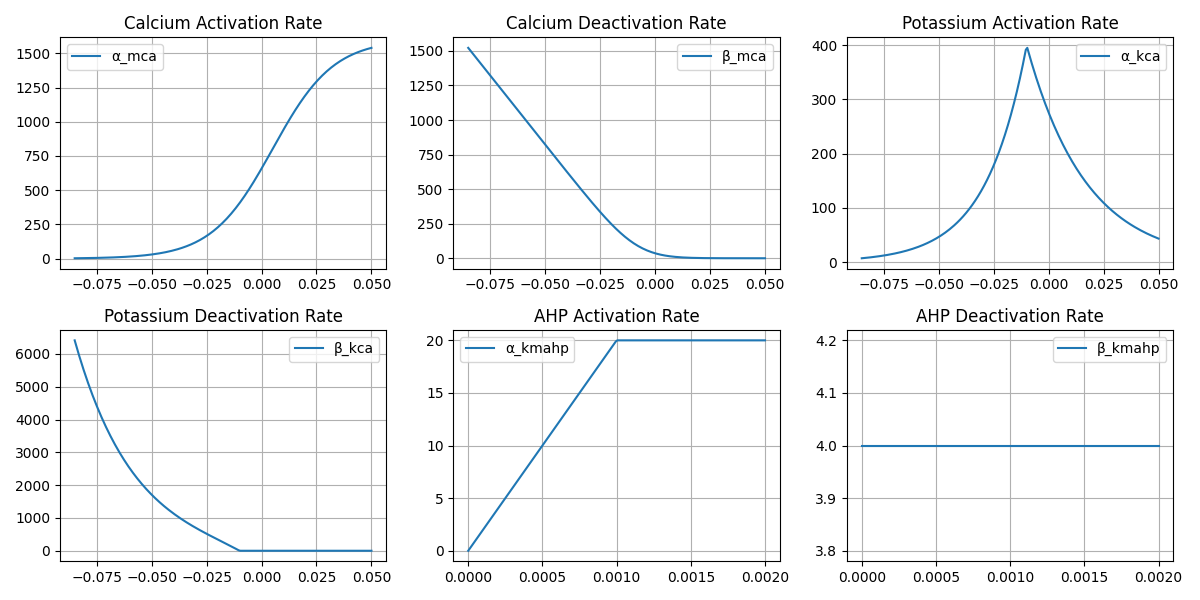 Calcium Activation Rate
α_mca
1500
1250
1000
750
500
250
0
−0.075 −0.050 −0.025 0.000 0.025 0.050
Calcium Deactivation Rate
β_mca
1500
1250
1000
750
500
250
0
−0.075 −0.050 −0.025 0.000 0.025 0.050
Potassium Activation Rate
α_kca
400
300
200
100
0
−0.075 −0.050 −0.025 0.000 0.025 0.050
Potassium Deactivation Rate
β_kca
6000
5000
4000
3000
2000
1000
0
−0.075 −0.050 −0.025 0.000 0.025 0.050
AHP Activation Rate
α_kmahp
20
15
10
5
0
0.0000 0.0005 0.0010 0.0015 0.0020
AHP Deactivation Rate
β_kmahp
4.2
4.1
4.0
3.9
3.8
0.0000 0.0005 0.0010 0.0015 0.0020